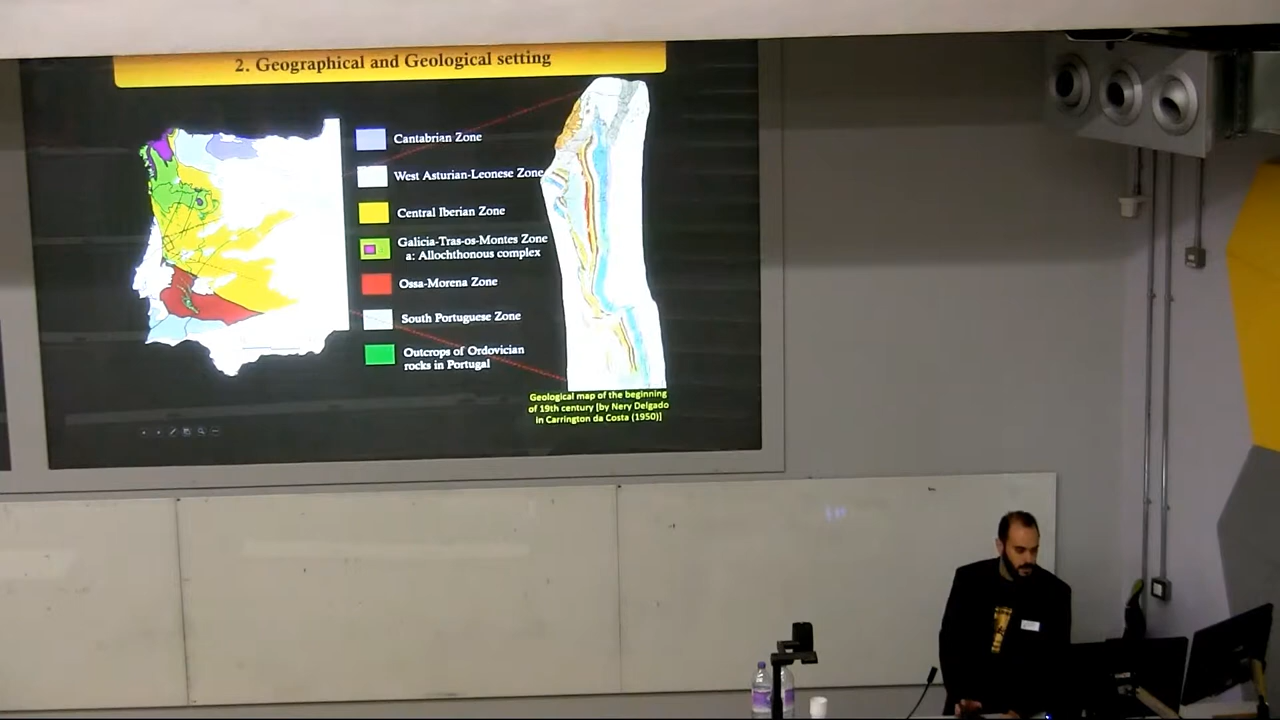 2. Geographical and Geological setting
Cantabrian Zone
West Asturian-Leonese Zone
Central Iberian Zone
Galicia-Tras-os-Montes Zone
a: Allochthonous complex
Ossa-Morena Zone
South Portuguese Zone
Outcrops of Ordovician
rocks in Portugal
Geological map of the beginning
of 19th century [by Nery Delgado
in Carrington da Costa (1950)]